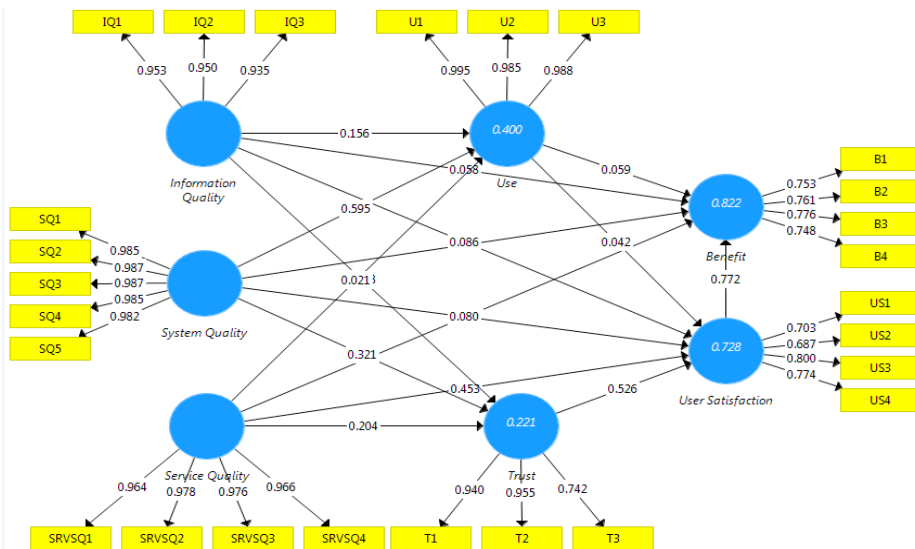 IQ1
IQ2
IQ3
U1
U2
U3
0.953
0.950
0.935
0.995
0.985
0.988
0.156
0.400
Information
Quality
Use
0.058
0.059
B1
B2
B3
B4
0.753
0.761
0.776
0.748
0.822
Benefit
SQ1
SQ2
SQ3
SQ4
SQ5
0.985
0.987
0.987
0.985
0.982
System Quality
0.595
0.086
0.042
0.021
0.080
0.772
0.321
US1
US2
US3
US4
0.703
0.687
0.800
0.774
0.728
User Satisfaction
0.453
0.526
0.204
0.221
Service Quality
Trust
0.964
0.978
0.976
0.966
0.940
0.955
0.742
SRVSQ1
SRVSQ2
SRVSQ3
SRVSQ4
T1
T2
T3